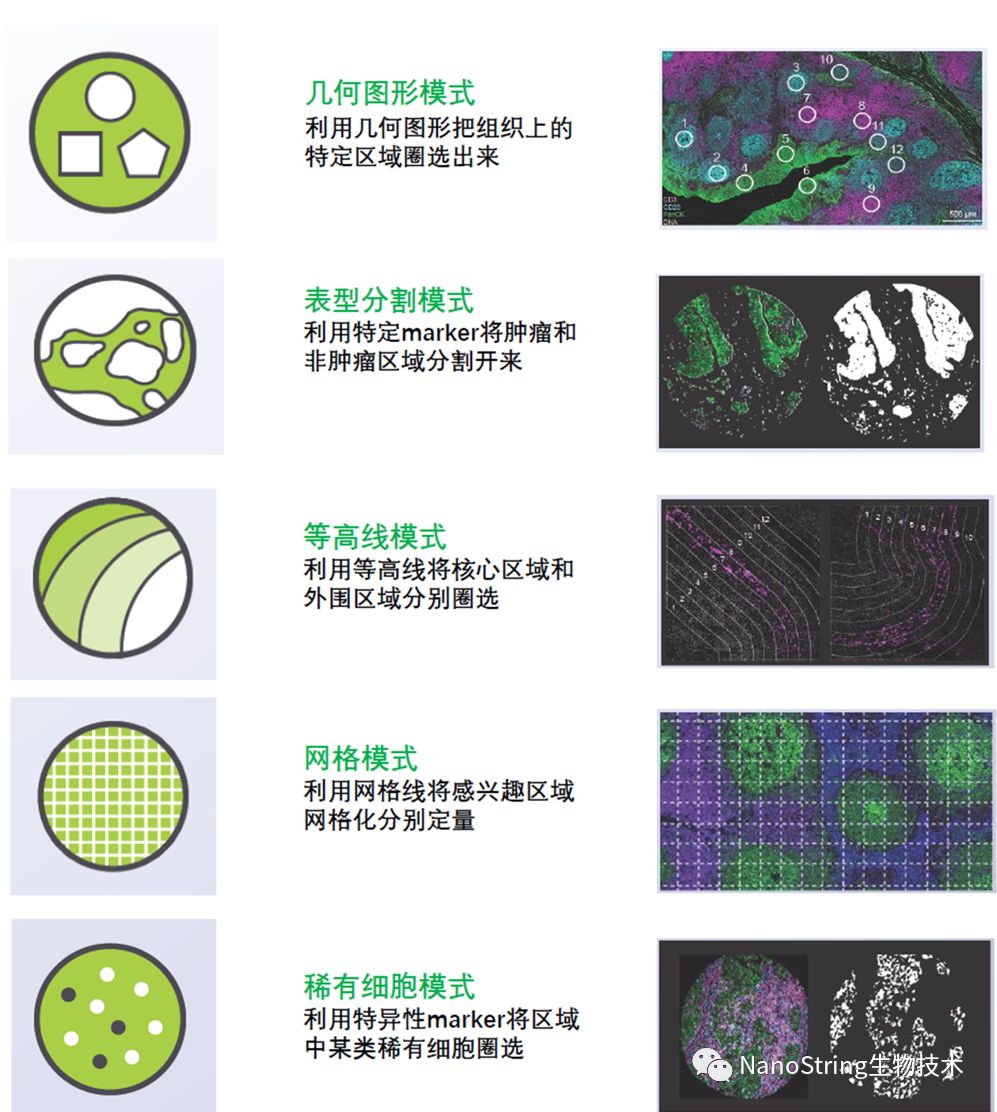 几何图形模式
利用几何图形把组织上的
特定区域圈选出来
1
2
3
4
5
6
7
8
9
10
11
12
CD3
CD20
PanCK
DNA
500 μm
表型分割模式
利用特定marker将肿瘤和
非肿瘤区域分割开来
等高线模式
利用等高线将核心区域和
外围区域分别圈选
1 2 3 4 5 6 7 8 9 10 11 12
1 2 3 4 5 6 7 8 9 10
网格模式
利用网格线将感兴趣区域
网格化分别定量
稀有细胞模式
利用特异性marker将区域
中某类稀有细胞圈选
NanoString生物技术